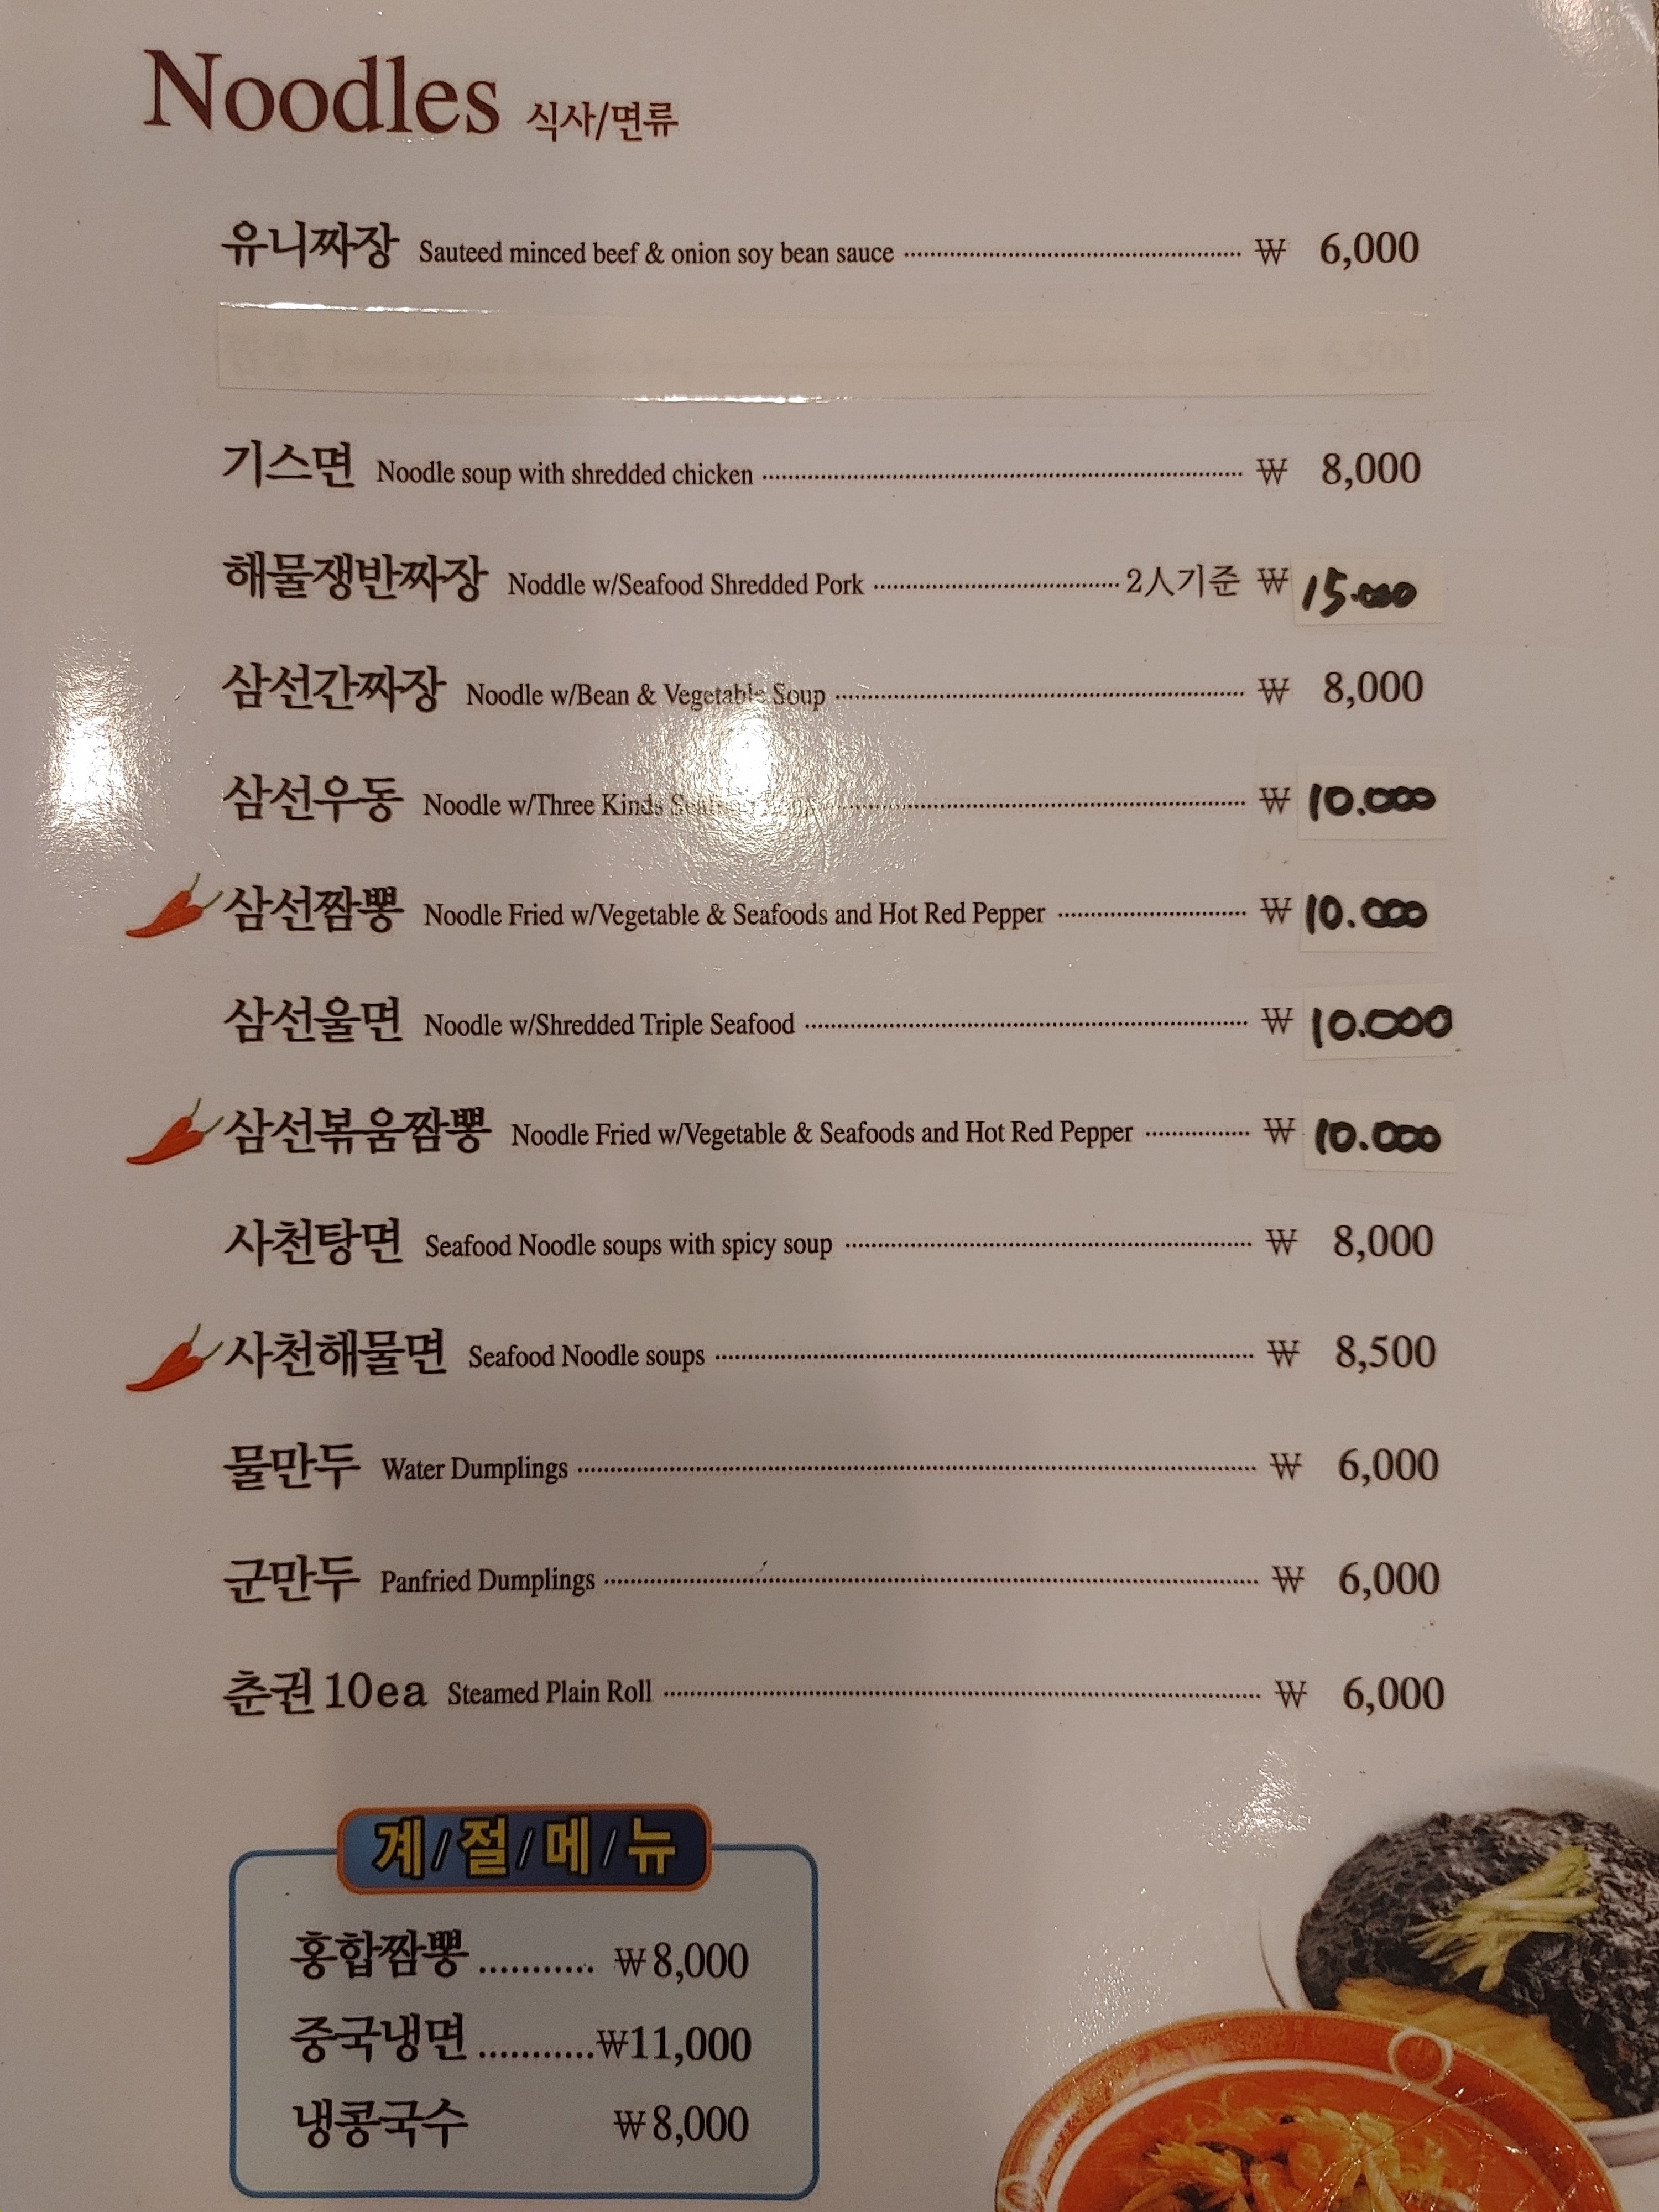 Noodles 식사/면류
유니짜장 Sauteed minced beef & onion soy bean sauce ₩ 6,000
6,500
기스면 Noodle soup with shredded chicken ₩ 8,000
해물쟁반짜장 Noddle w/Seafood Shredded Pork 2人기준 ₩ 15.000
삼선간짜장 Noodle w/Bean & Vegetable Soup ₩ 8,000
삼선우동 Noodle w/Three Kinds ₩ 10.000
삼선짬뽕 Noodle Fried w/Vegetable & Seafoods and Hot Red Pepper ₩ 10.000
삼선울면 Noodle w/Shredded Triple Seafood ₩ 10.000
삼선볶음짬뽕 Noodle Fried w/Vegetable & Seafoods and Hot Red Pepper ₩ 10.000
사천탕면 Seafood Noodle soups with spicy soup ₩ 8,000
사천해물면 Seafood Noodle soups ₩ 8,500
물만두 Water Dumplings ₩ 6,000
군만두 Panfried Dumplings ₩ 6,000
춘권 10ea Steamed Plain Roll ₩ 6,000
계/절/메/뉴
홍합짬뽕 ₩8,000
중국냉면 ₩11,000
냉콩국수 ₩8,000